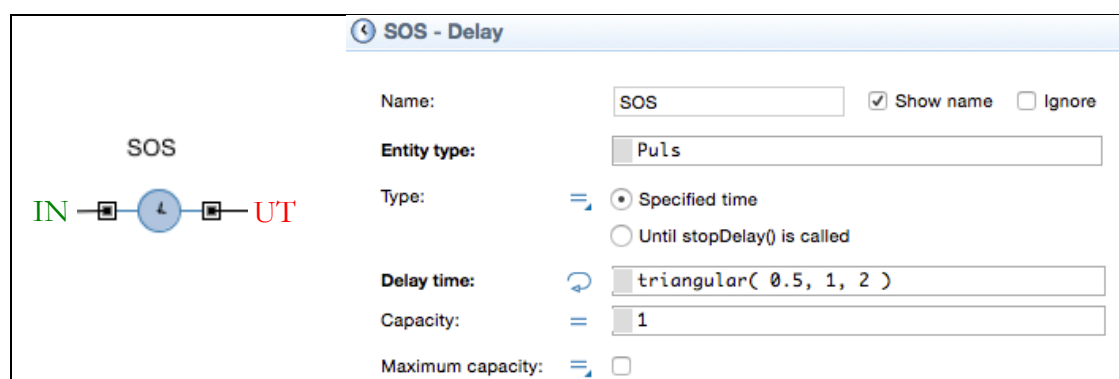 SOS - Delay
Name: SOS Show name Ignore
SOS
Entity type: Puls
IN UT
Type: Specified time
Until stopDelay() is called
Delay time: triangular( 0.5, 1, 2 )
Capacity: 1
Maximum capacity: